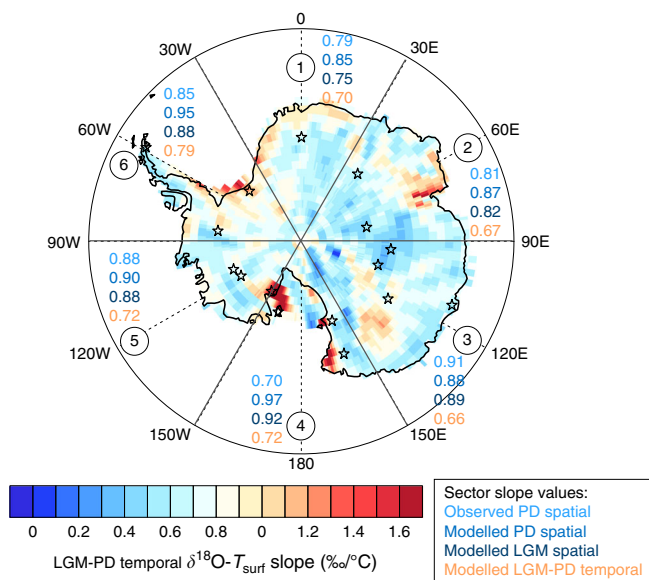 0
30W
30E
1
0.79
0.85
0.75
0.70
0.85
0.95
0.88
0.79
60W
60E
6
2
0.81
0.87
0.82
0.67
90W
90E
0.88
0.90
0.88
0.72
5
3
120W
120E
0.91
0.88
0.89
0.66
0.70
0.97
0.92
0.72
4
150W
150E
180
0 0.2 0.4 0.6 0.8 0 1.2 1.4 1.6
LGM-PD temporal δ¹⁸O-T_surf slope (‰/°C)
Sector slope values:
Observed PD spatial
Modelled PD spatial
Modelled LGM spatial
Modelled LGM-PD temporal